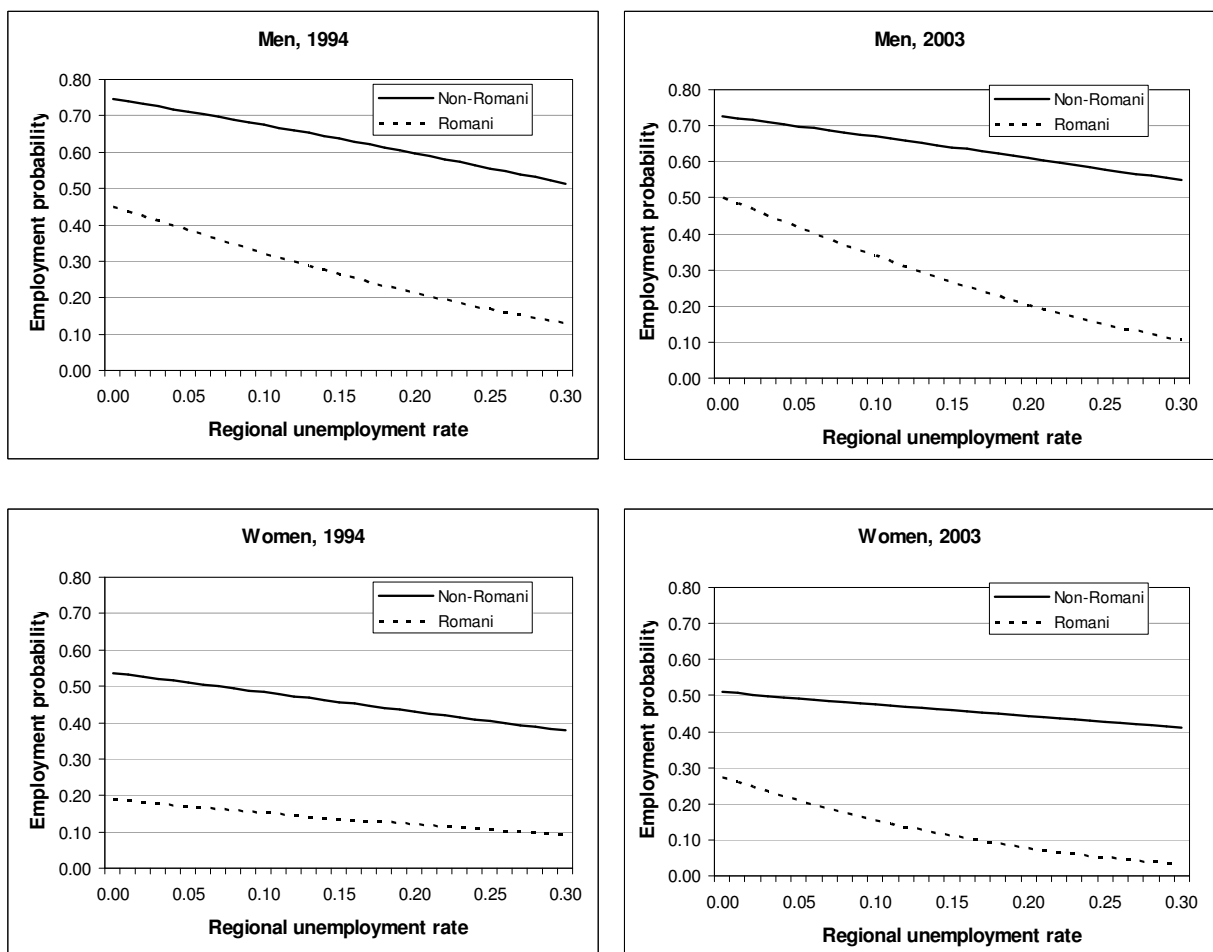 Men, 1994
Employment probability
0.80
0.70
0.60
0.50
0.40
0.30
0.20
0.10
0.00
Non-Romani
Romani
0.00 0.05 0.10 0.15 0.20 0.25 0.30
Regional unemployment rate
Men, 2003
Employment probability
0.80
0.70
0.60
0.50
0.40
0.30
0.20
0.10
0.00
Non-Romani
Romani
0.00 0.05 0.10 0.15 0.20 0.25 0.30
Regional unemployment rate
Women, 1994
Employment probability
0.80
0.70
0.60
0.50
0.40
0.30
0.20
0.10
0.00
Non-Romani
Romani
0.00 0.05 0.10 0.15 0.20 0.25 0.30
Regional unemployment rate
Women, 2003
Employment probability
0.80
0.70
0.60
0.50
0.40
0.30
0.20
0.10
0.00
Non-Romani
Romani
0.00 0.05 0.10 0.15 0.20 0.25 0.30
Regional unemployment rate